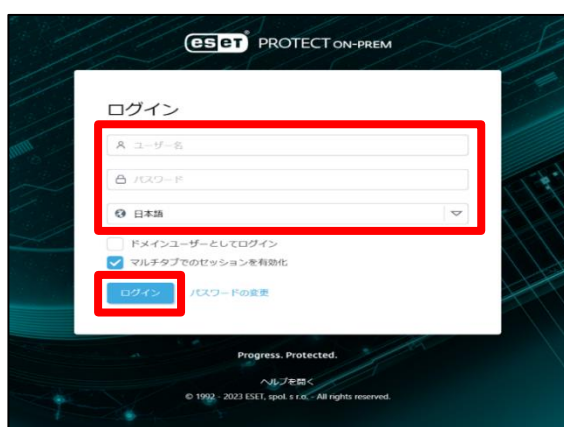 eset PROTECT ON-PREM
ログイン
ユーザー名
パスワード
日本語
ドメインユーザーとしてログイン
マルチタブでのセッションを有効化
ログイン パスワードの変更
Progress. Protected.
ヘルプを開く
© 1992 - 2023 ESET, spol. s r.o. - All rights reserved.